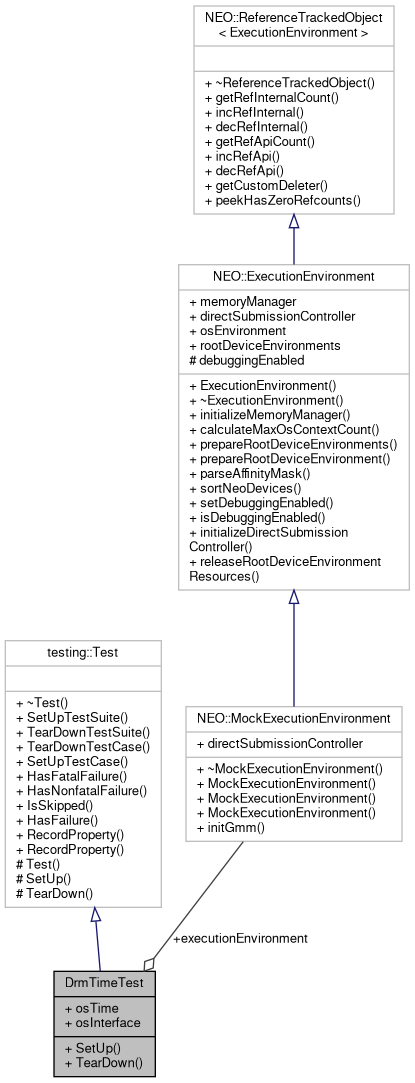 NEO::ReferenceTrackedObject
< ExecutionEnvironment >
+ ~ReferenceTrackedObject()
+ getRefInternalCount()
+ incRefInternal()
+ decRefInternal()
+ getRefApiCount()
+ incRefApi()
+ decRefApi()
+ getCustomDeleter()
+ peekHasZeroRefcounts()
NEO::ExecutionEnvironment
+ memoryManager
+ directSubmissionController
+ osEnvironment
+ rootDeviceEnvironments
# debuggingEnabled
+ ExecutionEnvironment()
+ ~ExecutionEnvironment()
+ initializeMemoryManager()
+ calculateMaxOsContextCount()
+ prepareRootDeviceEnvironments()
+ prepareRootDeviceEnvironment()
+ parseAffinityMask()
+ sortNeoDevices()
+ setDebuggingEnabled()
+ isDebuggingEnabled()
+ initializeDirectSubmission
Controller()
+ releaseRootDeviceEnvironment
Resources()
testing::Test
+ ~Test()
+ SetUpTestSuite()
+ TearDownTestSuite()
+ TearDownTestCase()
+ SetUpTestCase()
+ HasFatalFailure()
+ HasNonfatalFailure()
+ IsSkipped()
+ HasFailure()
+ RecordProperty()
+ RecordProperty()
# Test()
# SetUp()
# TearDown()
NEO::MockExecutionEnvironment
+ directSubmissionController
+ ~MockExecutionEnvironment()
+ MockExecutionEnvironment()
+ MockExecutionEnvironment()
+ MockExecutionEnvironment()
+ initGmm()
+executionEnvironment
DrmTimeTest
+ osTime
+ osInterface
+ SetUp()
+ TearDown()